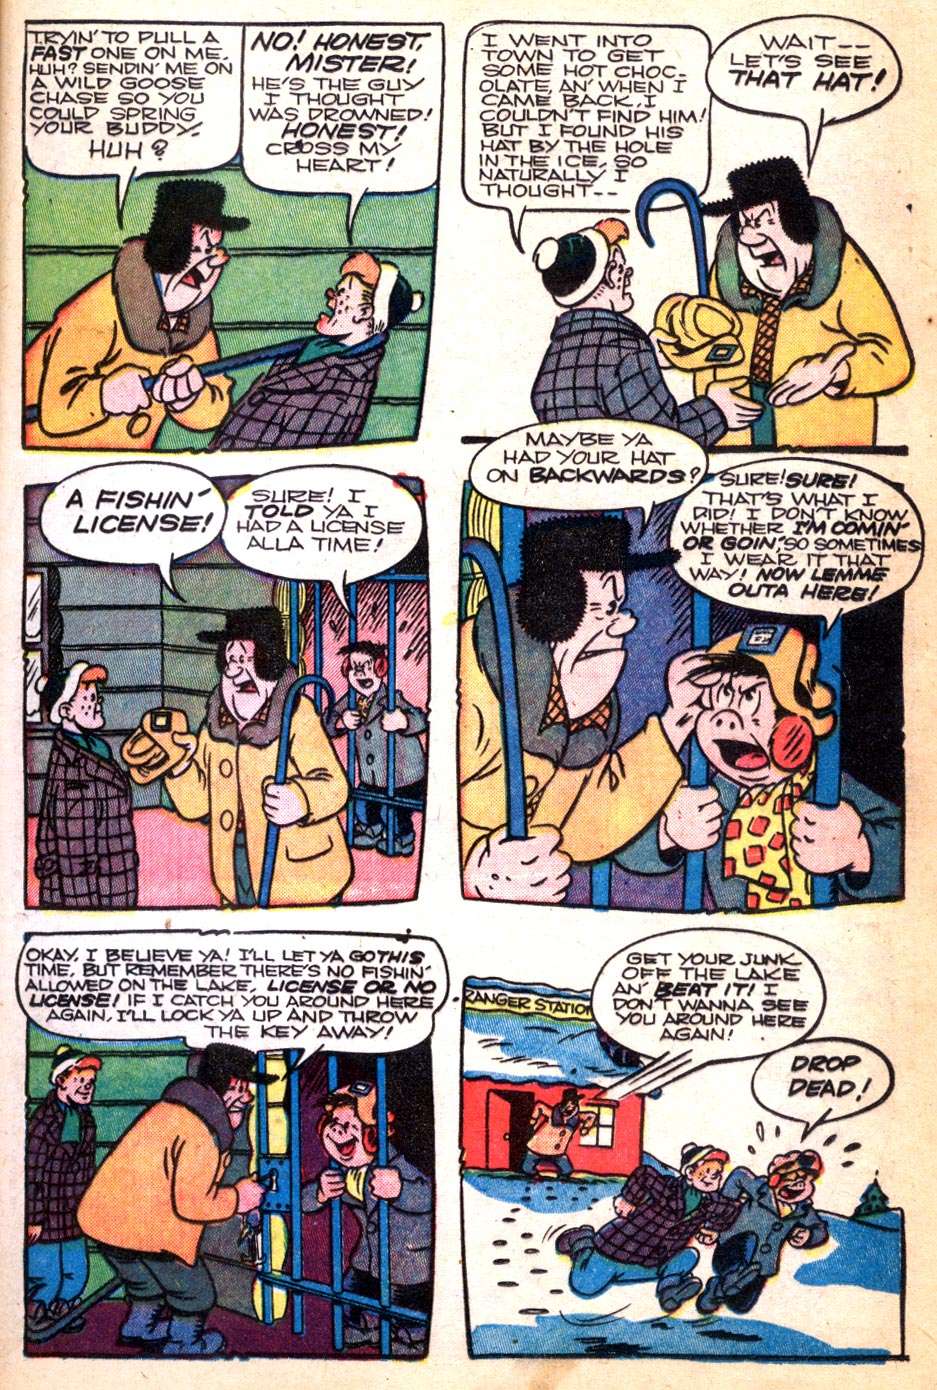 TRYIN' TO PULL A
FAST ONE ON ME,
HUH? SENDIN' ME ON
A WILD GOOSE
CHASE SO YOU
COULD SPRING
YOUR BUDDY,
HUH?
NO! HONEST,
MISTER!
HE'S THE GUY
I THOUGHT
WAS DROWNED!
HONEST!
CROSS MY
HEART!
I WENT INTO
TOWN TO GET
SOME HOT CHOC-
OLATE, AN' WHEN I
CAME BACK, I
COULDN'T FIND HIM!
BUT I FOUND HIS
HAT BY THE HOLE
IN THE ICE, SO
NATURALLY I
THOUGHT--
WAIT--
LET'S SEE
THAT HAT!
A FISHIN'
LICENSE!
SURE! I
TOLD YA I
HAD A LICENSE
ALLA TIME!
MAYBE YA
HAD YOUR HAT
ON BACKWARDS?
SURE! SURE!
THAT'S WHAT I
DID! I DON'T KNOW
WHETHER I'M COMIN'
OR GOIN', SO SOMETIMES
I WEAR IT THAT
WAY! NOW LEMME
OUTA HERE!
OKAY, I BELIEVE YA! I'LL LET YA GO THIS
TIME, BUT REMEMBER THERE'S NO FISHIN'
ALLOWED ON THE LAKE, LICENSE OR NO
LICENSE! IF I CATCH YOU AROUND HERE
AGAIN, I'LL LOCK YA UP AND THROW
THE KEY AWAY!
RANGER STATION
GET YOUR JUNK
OFF THE LAKE
AN' BEAT IT! I
DON'T WANNA SEE
YOU AROUND HERE
AGAIN!
DROP
DEAD!